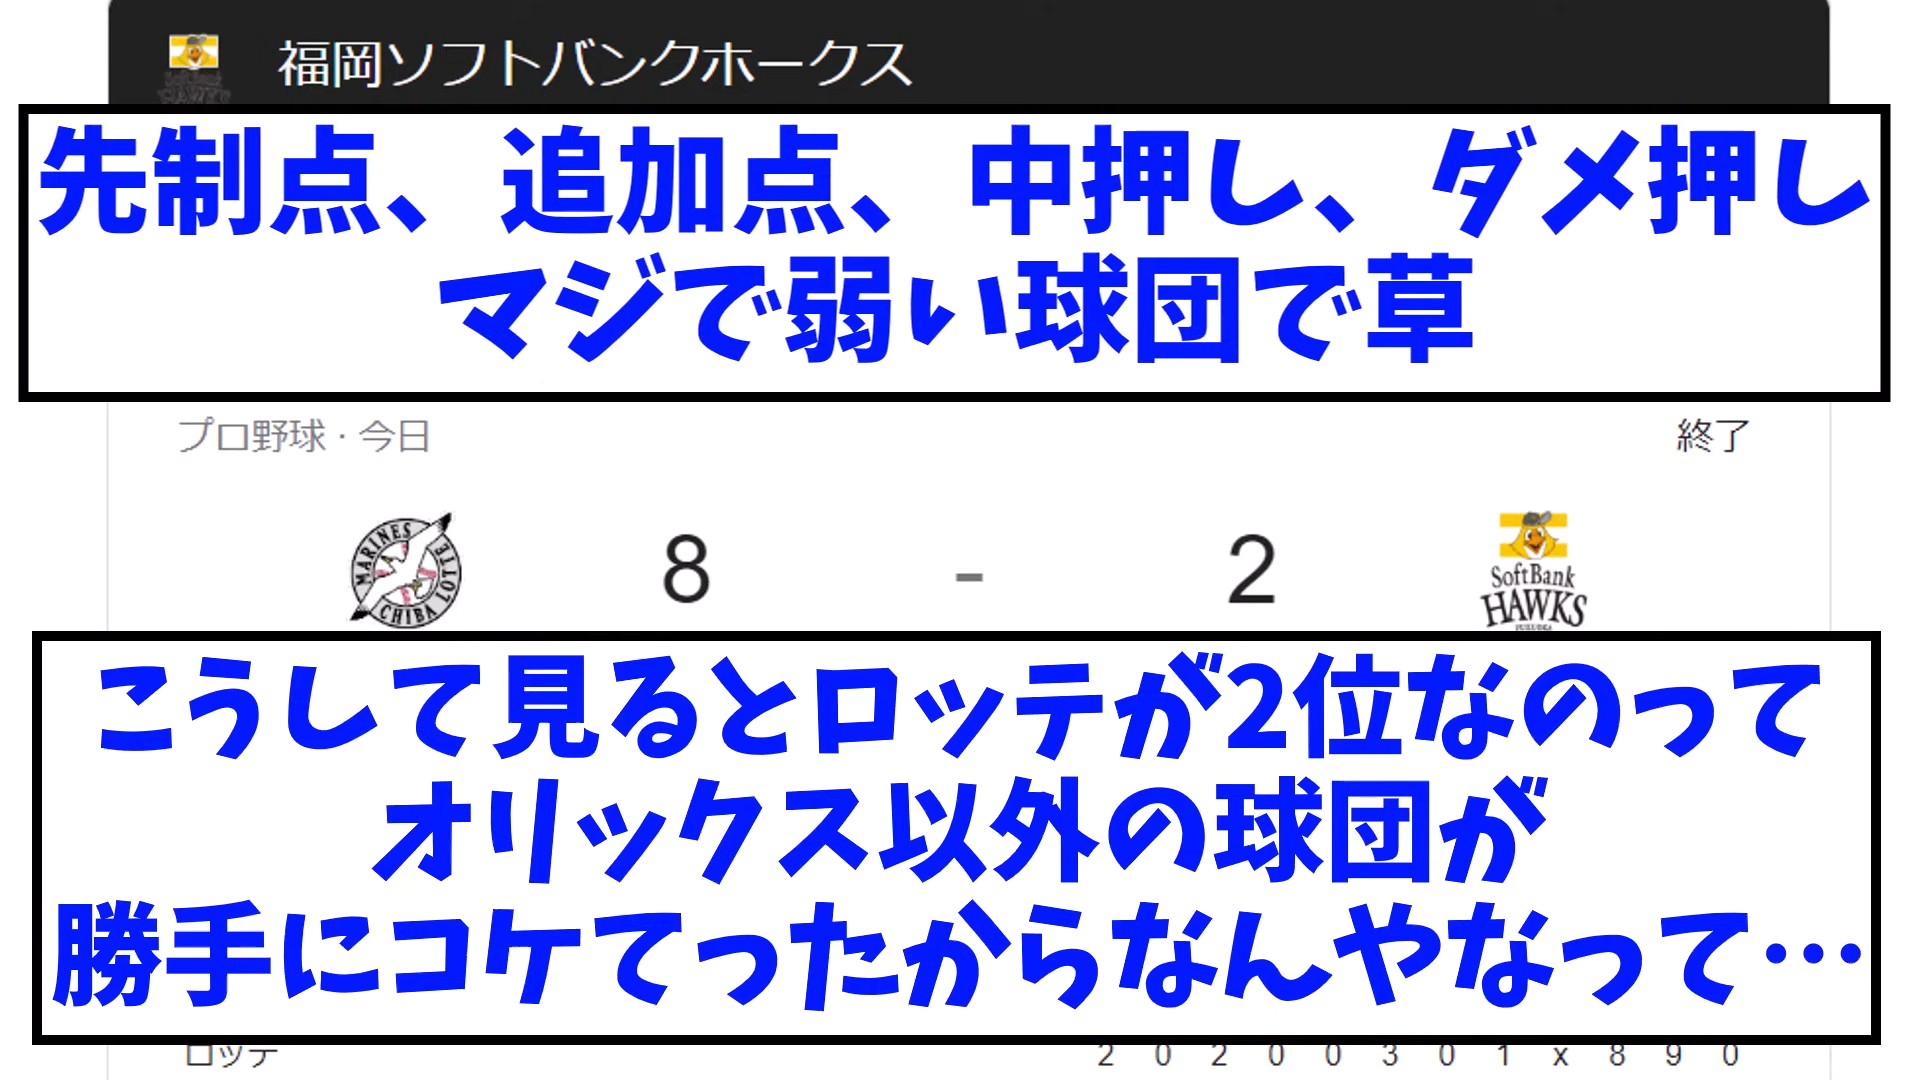 福岡ソフトバンクホークス
先制点、追加点、中押し、ダメ押し
マジで弱い球団で草
プロ野球・今日
終了
MARINES
CHIBA LOTTE
8 - 2
SoftBank
HAWKS
こうして見るとロッテが2位なのって
オリックス以外の球団が
勝手にコケてったからなんやなって…
ロッテ 2 0 2 0 0 3 0 1 x 8 9 0